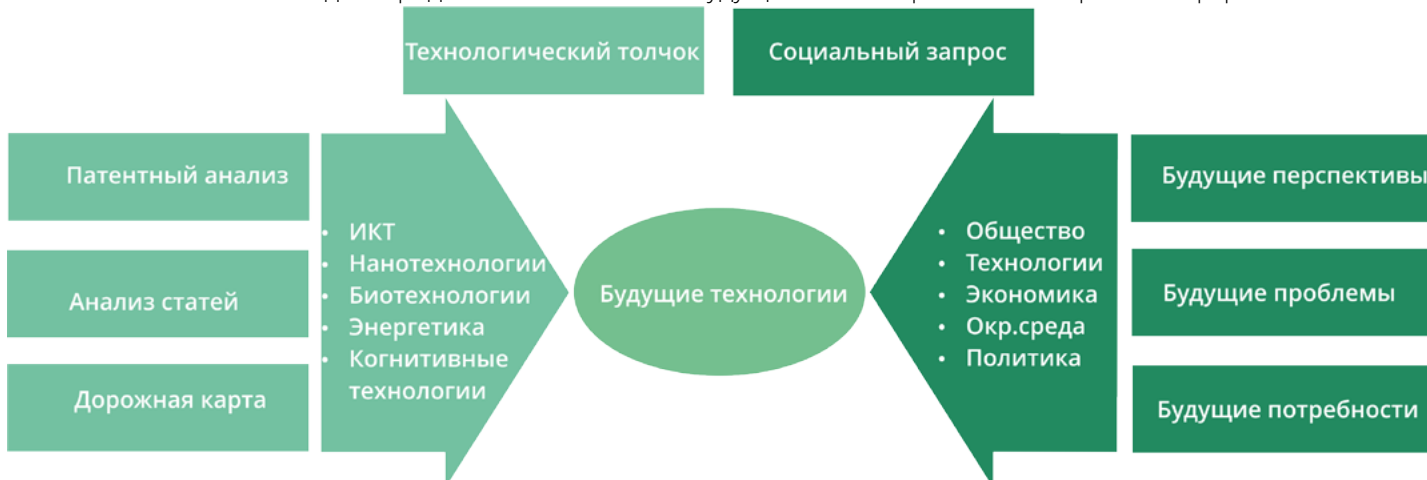 Технологический толчок
Социальный запрос
Патентный анализ
Анализ статей
Дорожная карта
• ИКТ
• Нанотехнологии
• Биотехнологии
• Энергетика
• Когнитивные
технологии
Будущие технологии
• Общество
• Технологии
• Экономика
• Окр.среда
• Политика
Будущие перспективы
Будущие проблемы
Будущие потребности